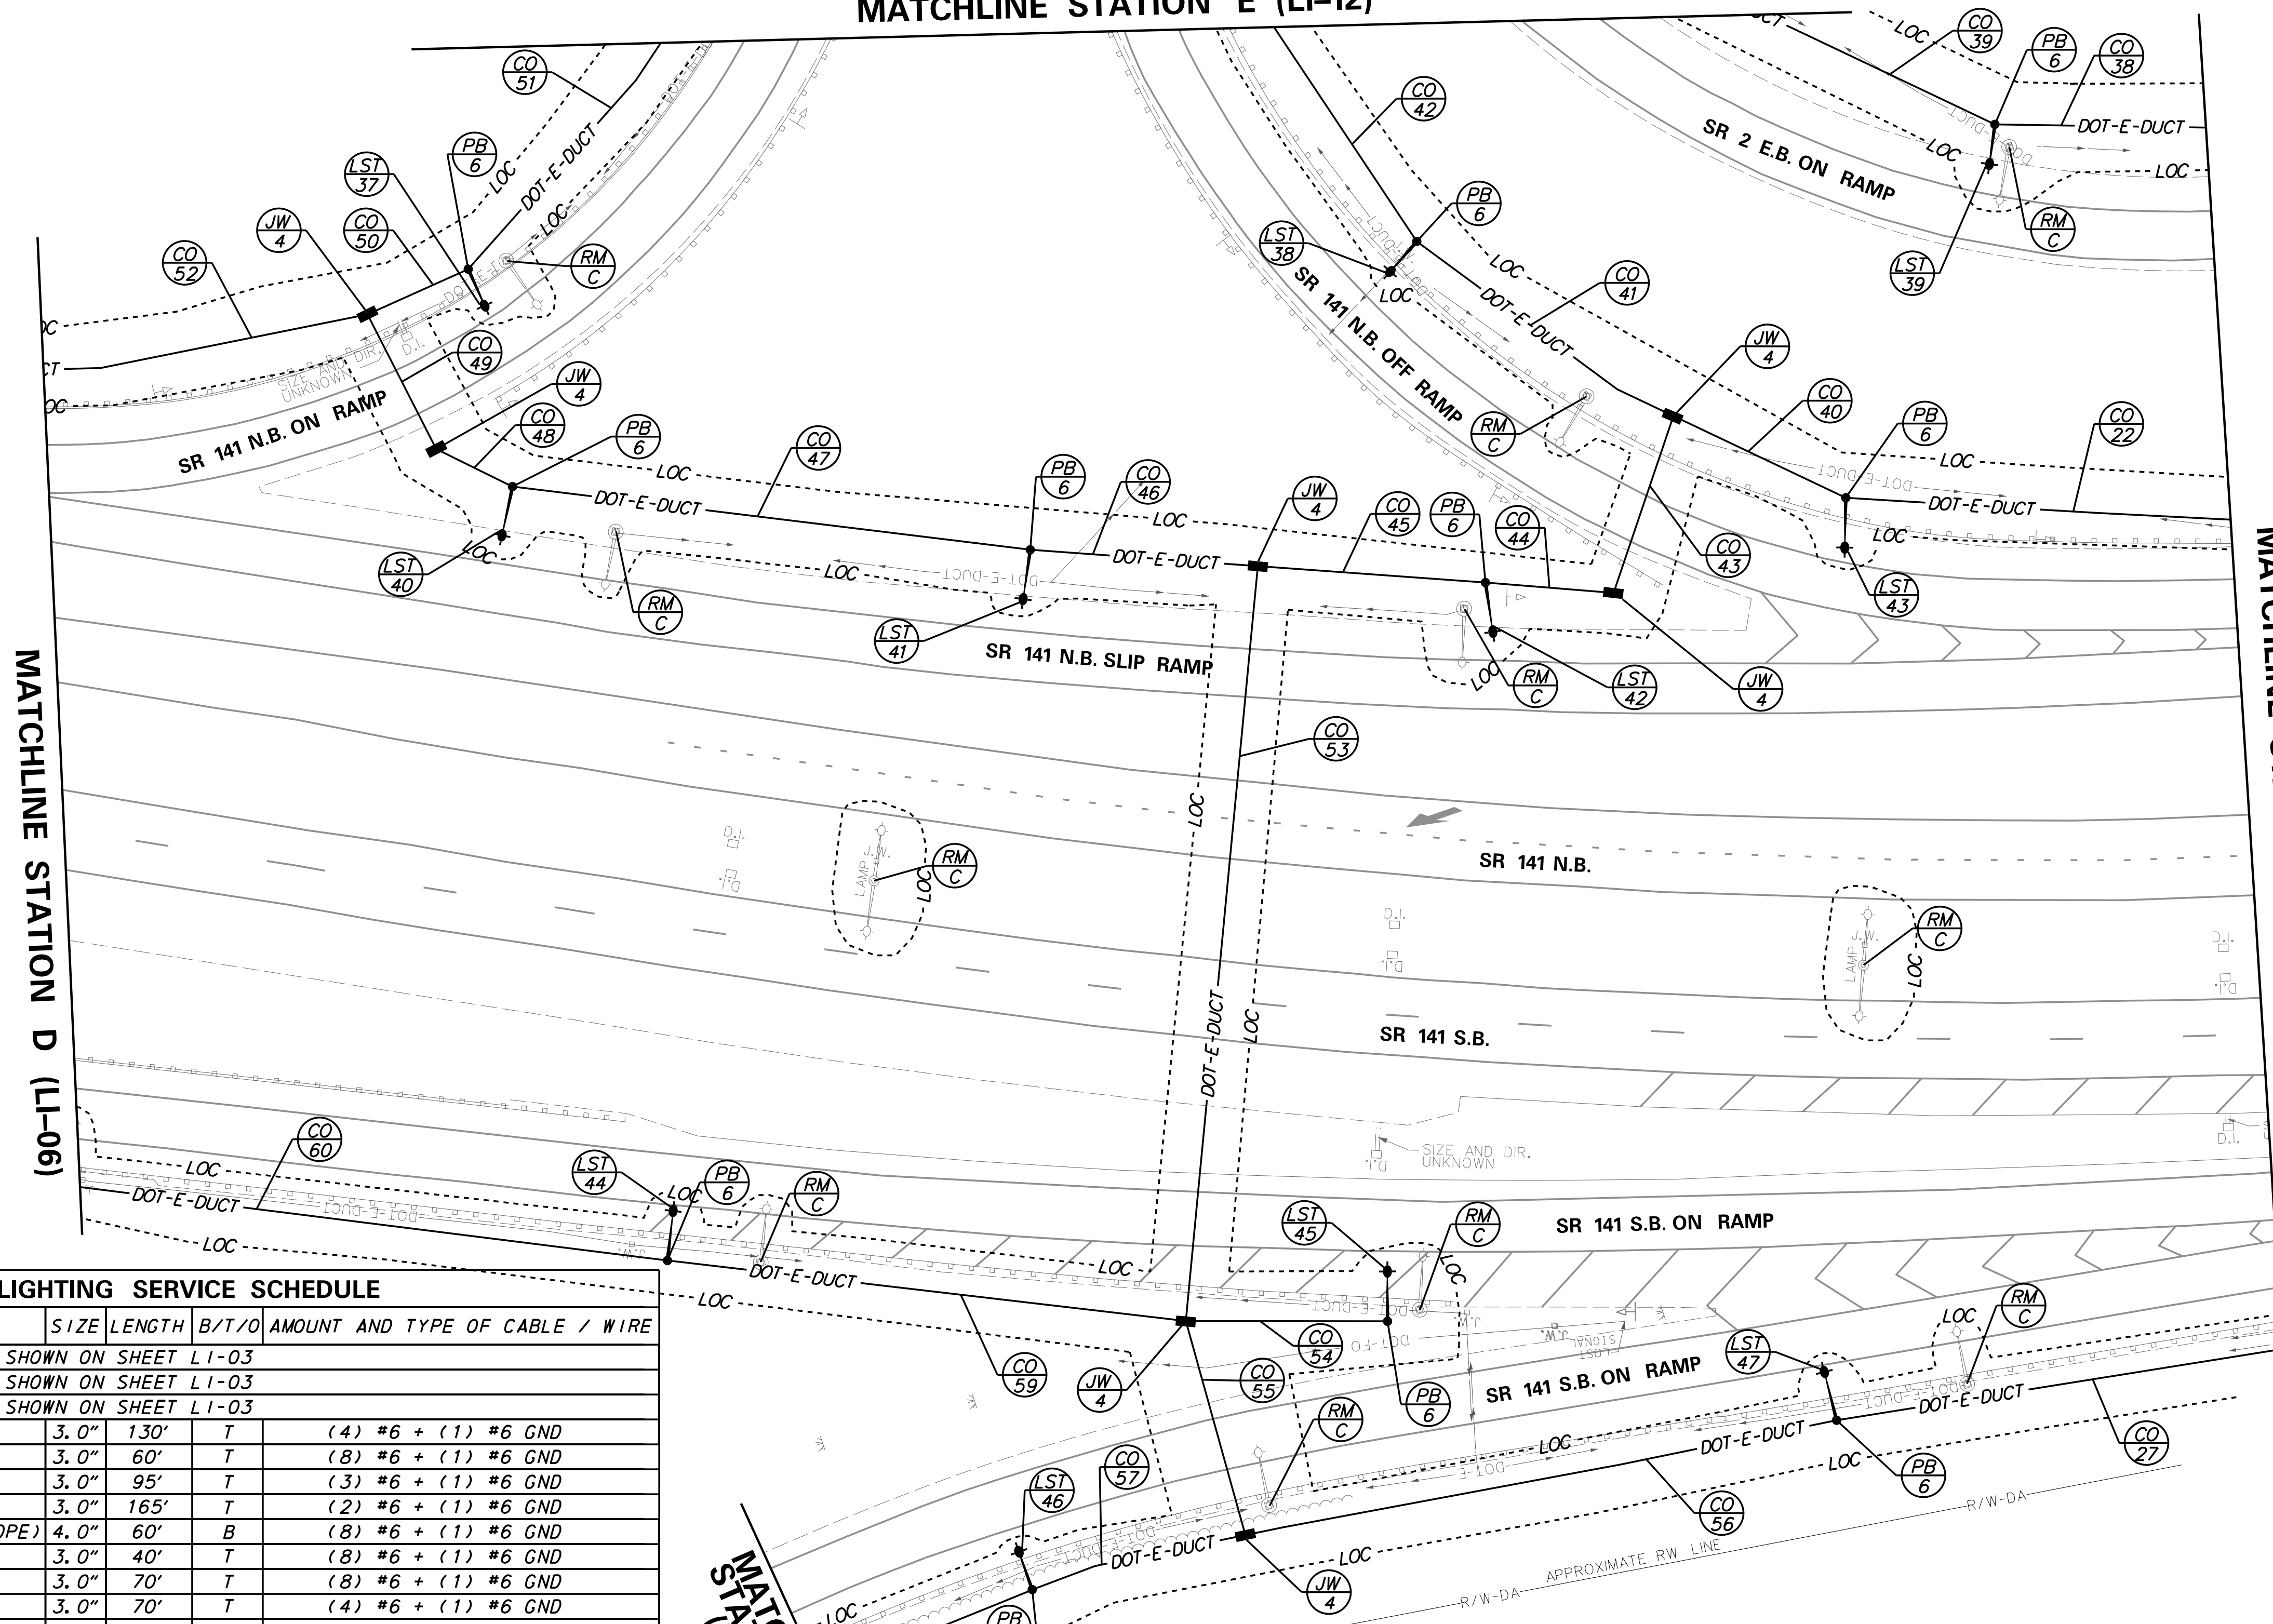 MATCHLINE STATION E (LI-12)
CO 51
PB 6
LST 37
JW 4
CO 50
CO 52
RM C
CO 49
JW 4
CO 48
PB 6
CO 47
PB 6
CO 46
JW 4
CO 45
PB 6
CO 44
CO 43
CO 42
PB 6
LST 38
CO 41
JW 4
CO 40
PB 6
CO 22
CO 39
PB 6
CO 38
RM C
LST 39
LOC
DOT-E-DUCT
SR 2 E.B. ON RAMP
SR 141 N.B. OFF RAMP
RM C
SR 141 N.B. ON RAMP
SIZE AND DIR.
UNKNOWN
D.I.
LST 40
RM C
LST 41
SR 141 N.B. SLIP RAMP
RM C
LST 42
JW 4
LST 43
CO 53
MATCHLINE STATION D (LI-06)
D.I.
D.I.
J.W.
LAMP
RM C
LOC
SR 141 N.B.
D.I.
D.I.
J.W.
LAMP
RM C
LOC
D.I.
D.I.
LOC
DOT-E-DUCT
LOC
SR 141 S.B.
SIZE AND DIR.
UNKNOWN
D.I.
D.I.
CO 60
LOC
DOT-E-DUCT
DOT-E-DUCT
LOC
LST 44
LOC
PB 6
RM C
J.W.
DOT-E-DUCT
LOC
LOC
LST 45
RM C
LOC
SR 141 S.B. ON RAMP
DOT-E-DUCT
J.W.
DOT-FO
J.W.
LOST
SIGNAL
CO 54
CO 59
JW 4
CO 55
PB 6
SR 141 S.B. ON RAMP
LST 47
LOC
RM C
DOT-E-DUCT
DOT-E-DUCT
CO 27
PB 6
LOC
DOT-E-DUCT
CO 56
RM C
LOC
DOT-E
CO 57
LST 46
DOT-E-DUCT
DOT-E-DUCT
LOC
JW 4
LOC
PB
R/W-DA
APPROXIMATE RW LINE
R/W-DA
LIGHTING SERVICE SCHEDULE
SIZE LENGTH B/T/O AMOUNT AND TYPE OF CABLE / WIRE
SHOWN ON SHEET LI-03
SHOWN ON SHEET LI-03
SHOWN ON SHEET LI-03
3.0" 130' T (4) #6 + (1) #6 GND
3.0" 60' T (8) #6 + (1) #6 GND
3.0" 95' T (3) #6 + (1) #6 GND
3.0" 165' T (2) #6 + (1) #6 GND
4.0" 60' B (8) #6 + (1) #6 GND
3.0" 40' T (8) #6 + (1) #6 GND
3.0" 70' T (8) #6 + (1) #6 GND
3.0" 70' T (4) #6 + (1) #6 GND